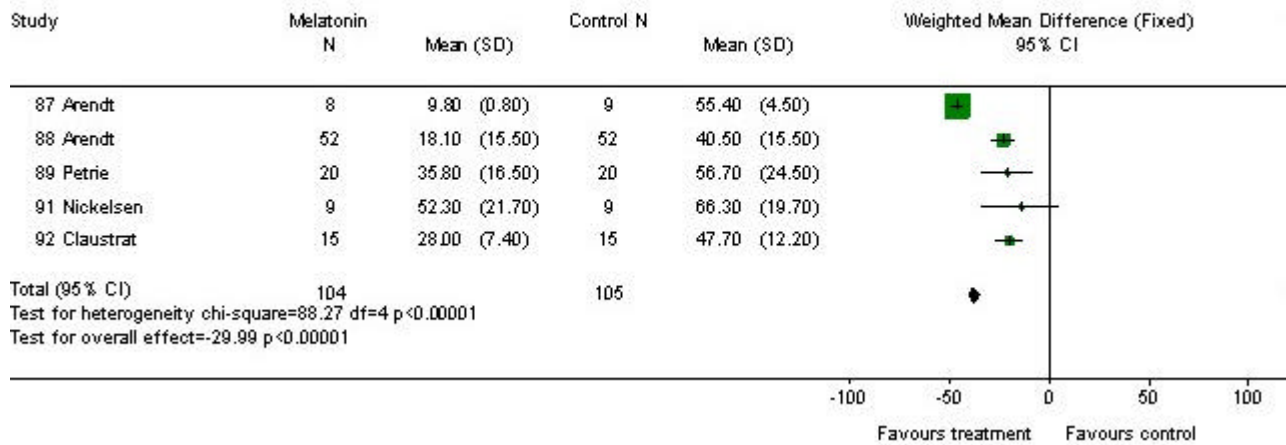 Study Melatonin Control N Weighted Mean Difference (Fixed)
N Mean (SD) Mean (SD) 95% CI
87 Arendt 8 9.80 (0.80) 9 55.40 (4.50)
88 Arendt 52 18.10 (15.50) 52 40.50 (15.50)
89 Petrie 20 35.80 (16.50) 20 56.70 (24.50)
91 Nickelsen 9 52.30 (21.70) 9 66.30 (19.70)
92 Claustrat 15 28.00 (7.40) 15 47.70 (12.20)
Total (95% CI) 104 105
Test for heterogeneity chi-square=88.27 df=4 p<0.00001
Test for overall effect=-29.99 p<0.00001
-100 -50 0 50 100
Favours treatment Favours control